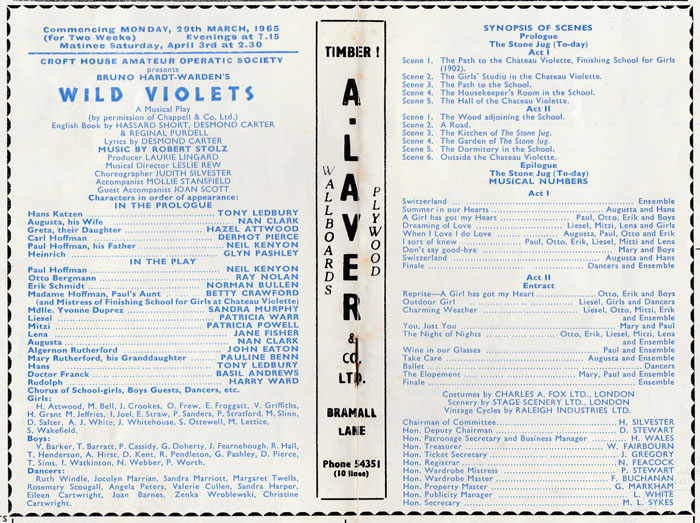 Commencing MONDAY, 29th MARCH, 1965
(for Two Weeks) Evenings at 7.15
Matinee Saturday, April 3rd at 2.30
CROFT HOUSE AMATEUR OPERATIC SOCIETY
presents
BRUNO HARDT-WARDEN'S
WILD VIOLETS
A Musical Play
(by permission of Chappell & Co. Ltd.)
English Book by HASSARD SHORT, DESMOND CARTER
& REGINAL PURDELL
Lyrics by DESMOND CARTER
MUSIC BY ROBERT STOLZ
Producer LAURIE LINGARD
Musical Director LESLIE REW
Choreographer JUDITH SILVESTER
Accompanist MOLLIE STANSFIELD
Guest Accompanist JOAN SCOTT
Characters in order of appearance:
IN THE PROLOGUE
Hans Katzen TONY LEDBURY
Augusta, his Wife NAN CLARK
Greta, their Daughter HAZEL ATTWOOD
Carl Hoffman DERMOT PIERCE
Paul Hoffman, his Father NEIL KENYON
Heinrich GLYN PASHLEY
IN THE PLAY
Paul Hoffman NEIL KENYON
Otto Bergmann RAY NOLAN
Erik Schmidt NORMAN BULLEN
Madame Hoffman, Paul's Aunt BETTY CRAWFORD
(and Mistress of Finishing School for Girls at Chateau Violette)
Mdlle. Yvonne Duprez SANDRA MURPHY
Liesel PATRICIA WARR
Mitzi PATRICIA POWELL
Lena JANE FISHER
Augusta NAN CLARK
Algernon Rutherford JOHN EATON
Mary Rutherford, his Granddaughter PAULINE BENN
Hans TONY LEDBURY
Doctor Franck BASIL ANDREWS
Rudolph HARRY WARD
Chorus of School-girls, Boys Guests, Dancers, etc.
Girls:
H. Attwood, M. Bell, J. Crookes, O. Frew, E. Froggatt, V. Griffiths,
H. Grant M. Jeffries, I. Joel, E. Straw, P. Sanders, P. Stratford, M. Slinn,
D. Salter, A. J. White, J. Whitehouse, S. Ottewell, M. Lettice,
S. Wakefield.
Boys:
V. Barker, T. Barratt, P. Cassidy, G. Doherty, J. Fearnehough, R. Hall,
T. Henderson, A. Hirst, D. Kent, R. Pendleton, G. Pashley, D. Pierce,
T. Sims, I. Watkinson, N. Webber, P. Worth.
Dancers:
Ruth Windle, Jocolyn Marrian, Sandra Marriott, Margaret Twells,
Rosemary Scougall, Angela Peters, Valerie Cullen, Sandra Harper,
Eileen Cartwright, Joan Barnes, Zenka Wroblewski, Christine
Cartwright.
TIMBER !
A. LAVER
WALLBOARDS
PLYWOOD
&
CO.
LTD.
BRAMALL
LANE
Phone 54351
(10 lines)
SYNOPSIS OF SCENES
Prologue
The Stone Jug (To-day)
Act I
Scene 1. The Path to the Chateau Violette, Finishing School for Girls
(1902).
Scene 2. The Girls' Studio in the Chateau Violette.
Scene 3. The Path to the School.
Scene 4. The Housekeeper's Room in the School.
Scene 5. The Hall of the Chateau Violette.
Act II
Scene 1. The Wood adjoining the School.
Scene 2. A Road.
Scene 3. The Kitchen of The Stone Jug.
Scene 4. The Garden of The Stone Jug.
Scene 5. The Dormitory in the School.
Scene 6. Outside the Chateau Violette.
Epilogue
The Stone Jug (To-day)
MUSICAL NUMBERS
Act I
Switzerland Ensemble
Summer in our Hearts Augusta and Hans
A Girl has got my Heart Paul, Otto, Erik and Boys
Dreaming of Love Liesel, Mitzi, Lena and Girls
When I Love I do Love Augusta, Paul, Otto and Erik
I sort of knew Paul, Otto, Erik, Liesel, Mitzi and Lena
Don't say good-bye Mary and Boys
Switzerland Augusta and Hans
Finale Dancers and Ensemble
Act II
Entract
Reprise—A Girl has got my Heart Otto, Erik and Boys
Outdoor Girl Liesel, Girls and Dancers
Charming Weather Liesel, Otto, Mitzi, Erik
and Ensemble
You, Just You Mary and Paul
The Night of Nights Otto, Erik, Liesel, Mitzi, Lena
and Ensemble
Wine in our Glasses Paul and Ensemble
Take Care Augusta and Ensemble
Ballet Dancers
The Elopement Mary, Paul and Ensemble
Finale Ensemble
Costumes by CHARLES A. FOX LTD., LONDON
Scenery by STAGE SCENERY LTD., LONDON
Vintage Cycles by RALEIGH INDUSTRIES LTD.
Chairman of Committee H. SILVESTER
Hon. Deputy Chairman D. STEWART
Hon. Patronage Secretary and Business Manager H. WALES
Hon. Treasurer W. FAIRBOURN
Hon. Ticket Secretary J. GREGORY
Hon. Registrar N. PEACOCK
Hon. Wardrobe Mistress P. STEWART
Hon. Wardrobe Master F. BUCHANAN
Hon. Property Master G. MARKHAM
Hon. Publicity Manager L. WHITE
Hon. Secretary M. L. SYKES